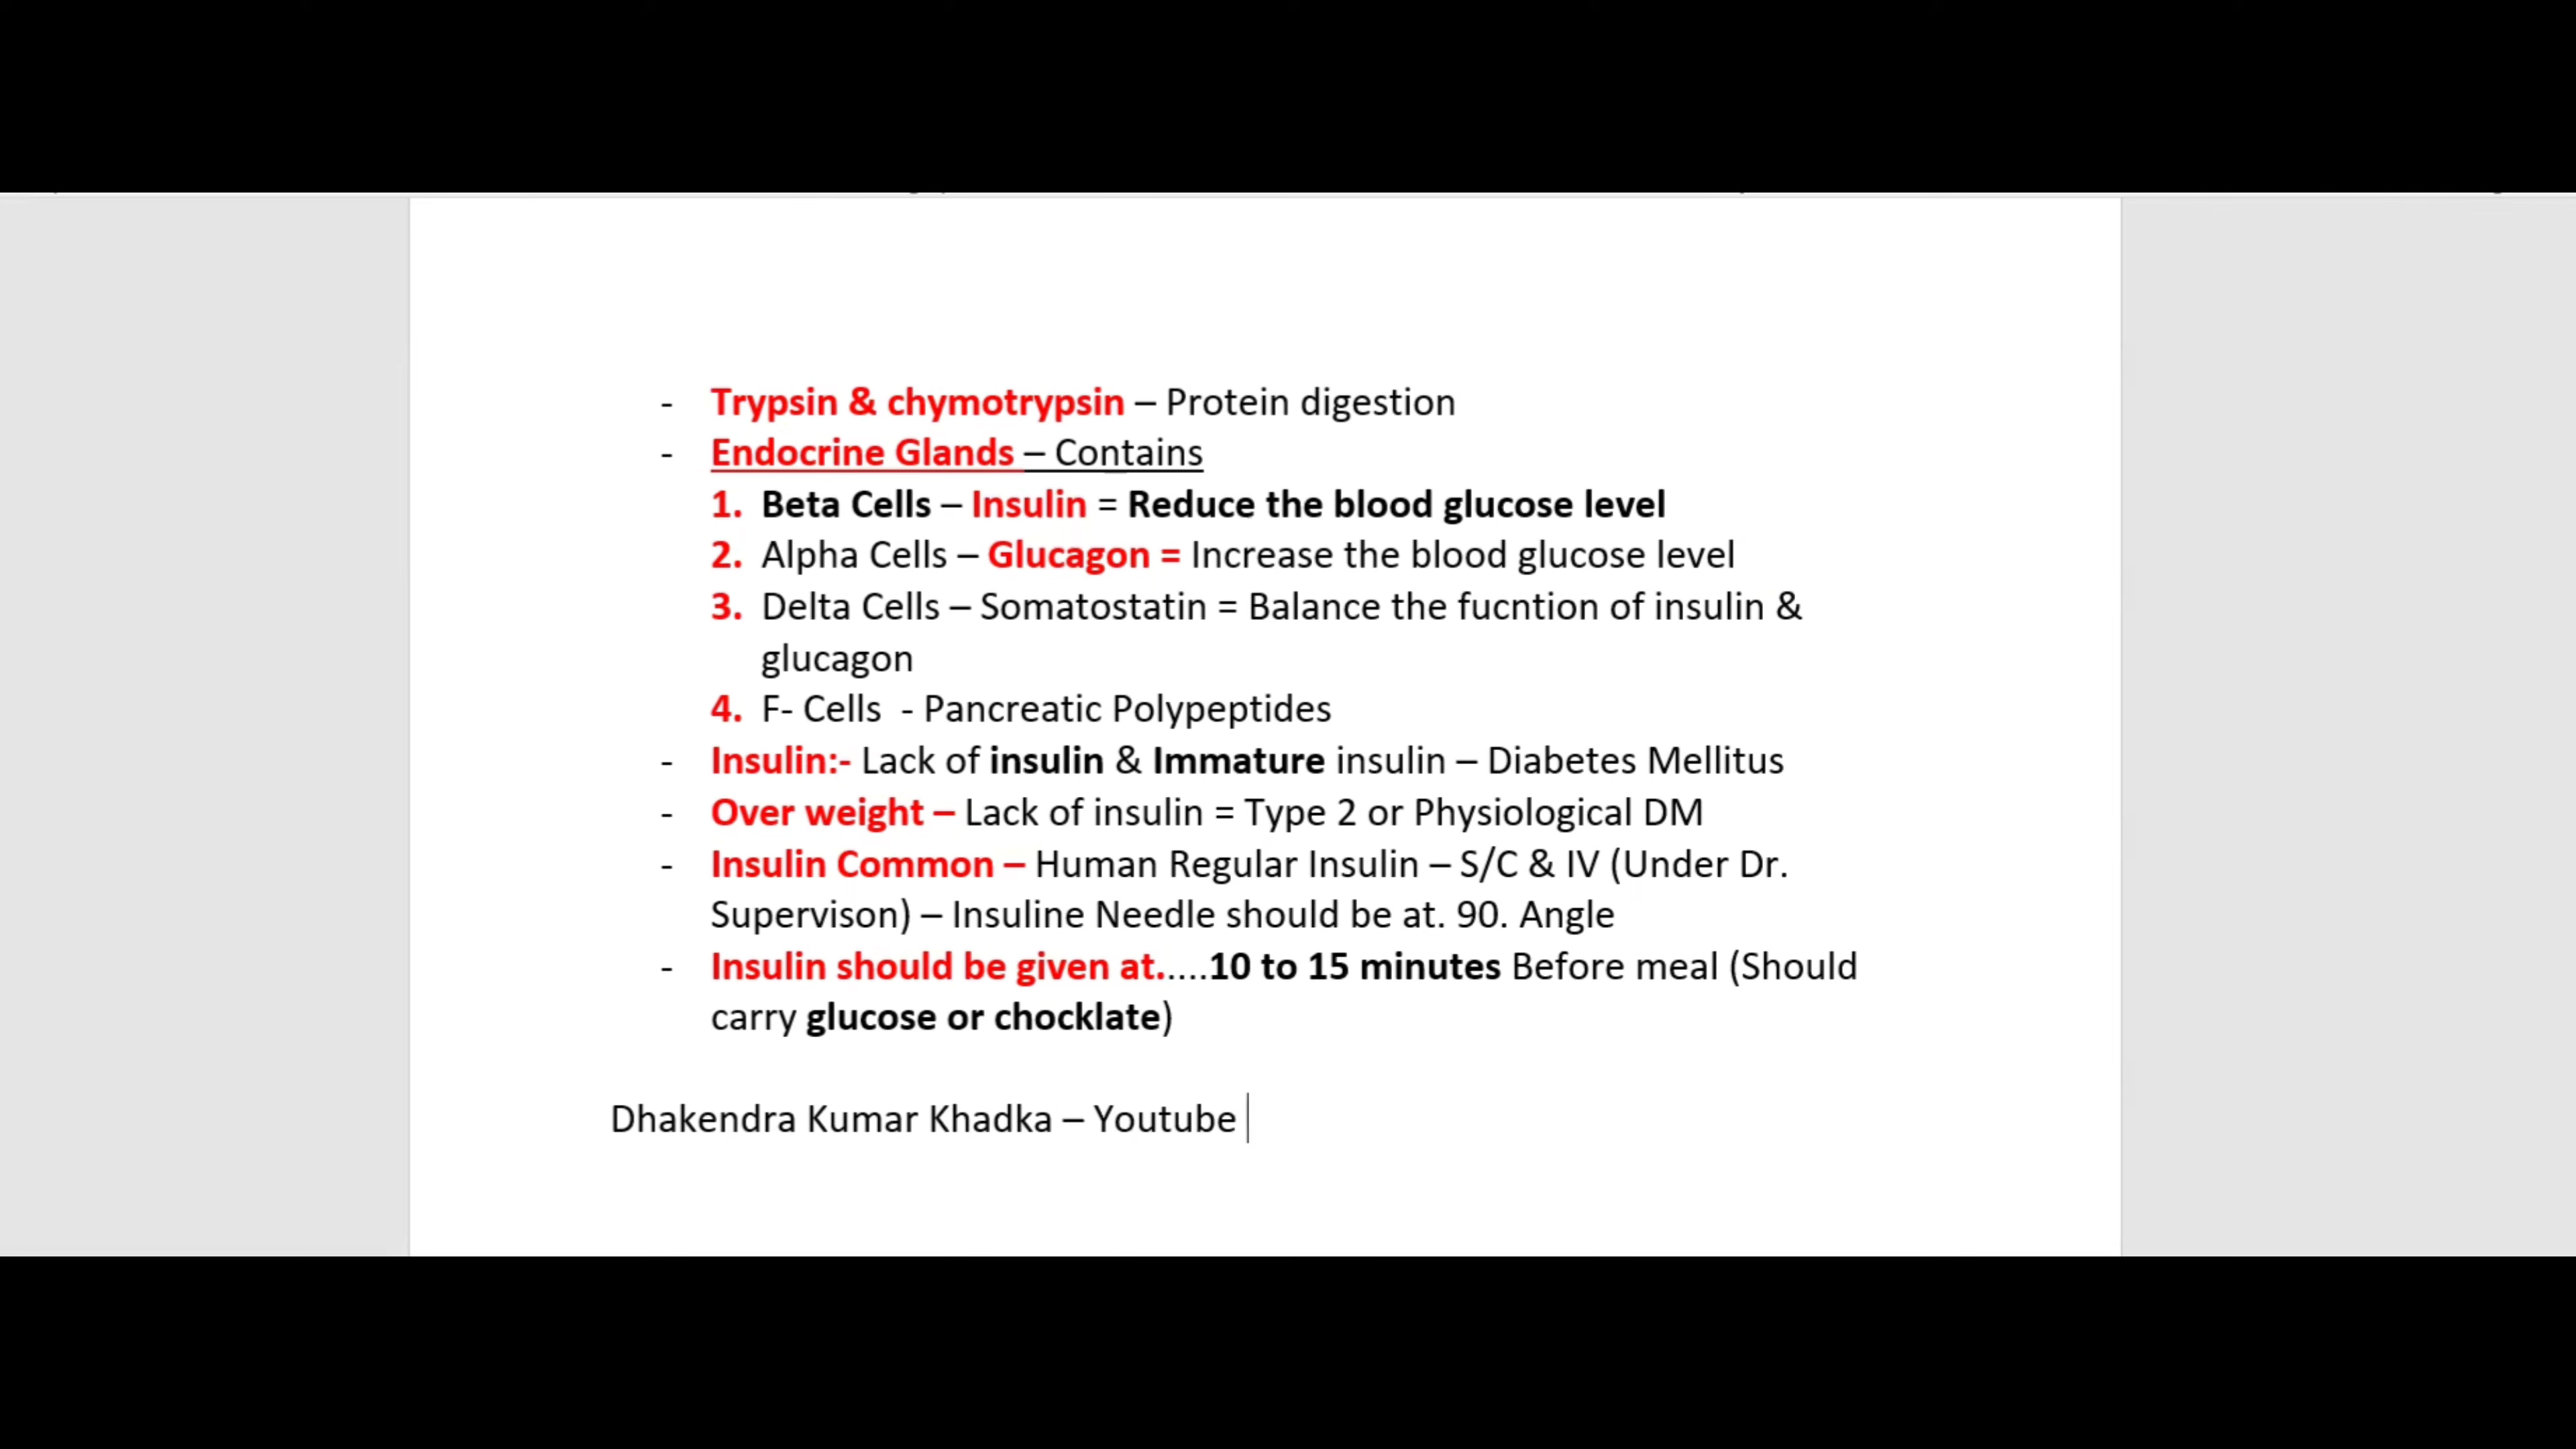 - Trypsin & chymotrypsin – Protein digestion
- Endocrine Glands – Contains
1. Beta Cells – Insulin = Reduce the blood glucose level
2. Alpha Cells – Glucagon = Increase the blood glucose level
3. Delta Cells – Somatostatin = Balance the fucntion of insulin &
glucagon
4. F- Cells  - Pancreatic Polypeptides
- Insulin:- Lack of insulin & Immature insulin – Diabetes Mellitus
- Over weight – Lack of insulin = Type 2 or Physiological DM
- Insulin Common – Human Regular Insulin – S/C & IV (Under Dr.
Supervison) – Insuline Needle should be at. 90. Angle
- Insulin should be given at.....10 to 15 minutes Before meal (Should
carry glucose or chocklate)
Dhakendra Kumar Khadka – Youtube